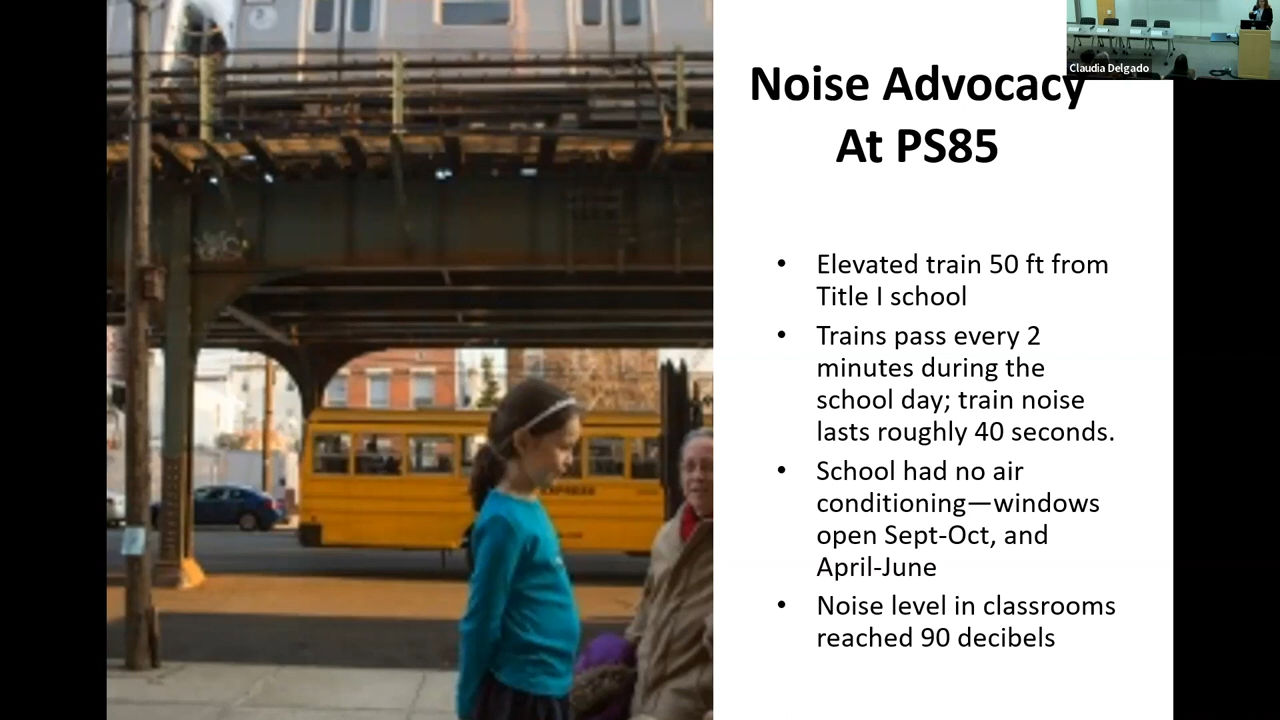 Claudia Delgado
Noise Advocacy
At PS85
• Elevated train 50 ft from
Title I school
• Trains pass every 2
minutes during the
school day; train noise
lasts roughly 40 seconds.
• School had no air
conditioning—windows
open Sept-Oct, and
April-June
• Noise level in classrooms
reached 90 decibels
EXPRESS